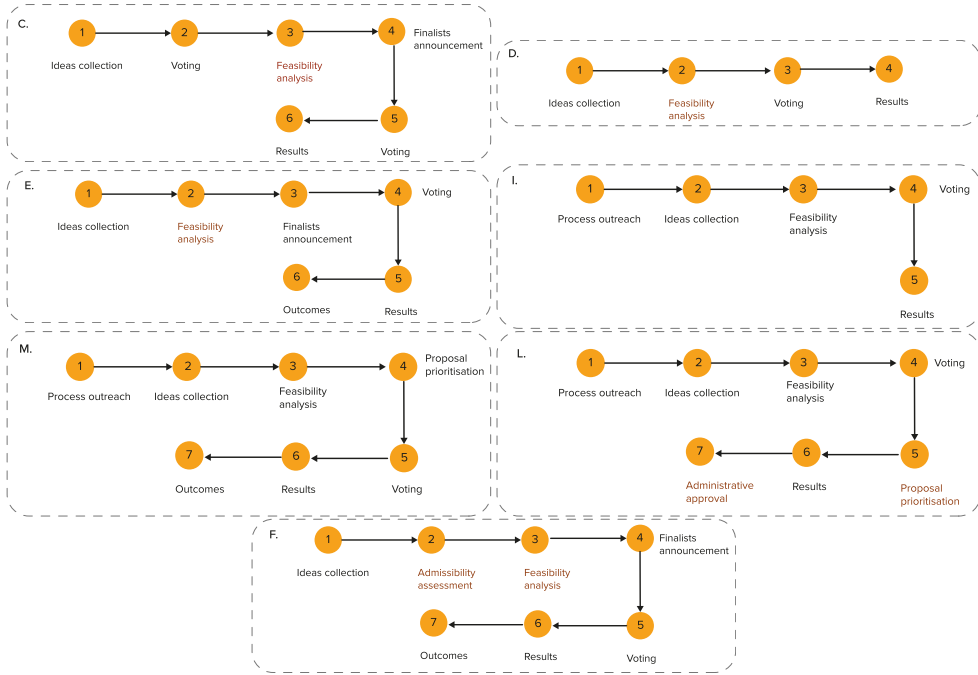 C.
1
2
3
4
Finalists
announcement
Ideas collection
Voting
Feasibility
analysis
6
5
Results
Voting
D.
1
2
3
4
Ideas collection
Feasibility
analysis
Voting
Results
E.
1
2
3
4
Voting
Ideas collection
Feasibility
analysis
Finalists
announcement
6
5
Outcomes
Results
I.
1
2
3
4
Voting
Process outreach
Ideas collection
Feasibility
analysis
5
Results
M.
1
2
3
4
Proposal
prioritisation
Process outreach
Ideas collection
Feasibility
analysis
7
6
5
Outcomes
Results
Voting
L.
1
2
3
4
Voting
Process outreach
Ideas collection
Feasibility
analysis
7
6
5
Administrative
approval
Results
Proposal
prioritisation
F.
1
2
3
4
Finalists
announcement
Ideas collection
Admissibility
assessment
Feasibility
analysis
7
6
5
Outcomes
Results
Voting